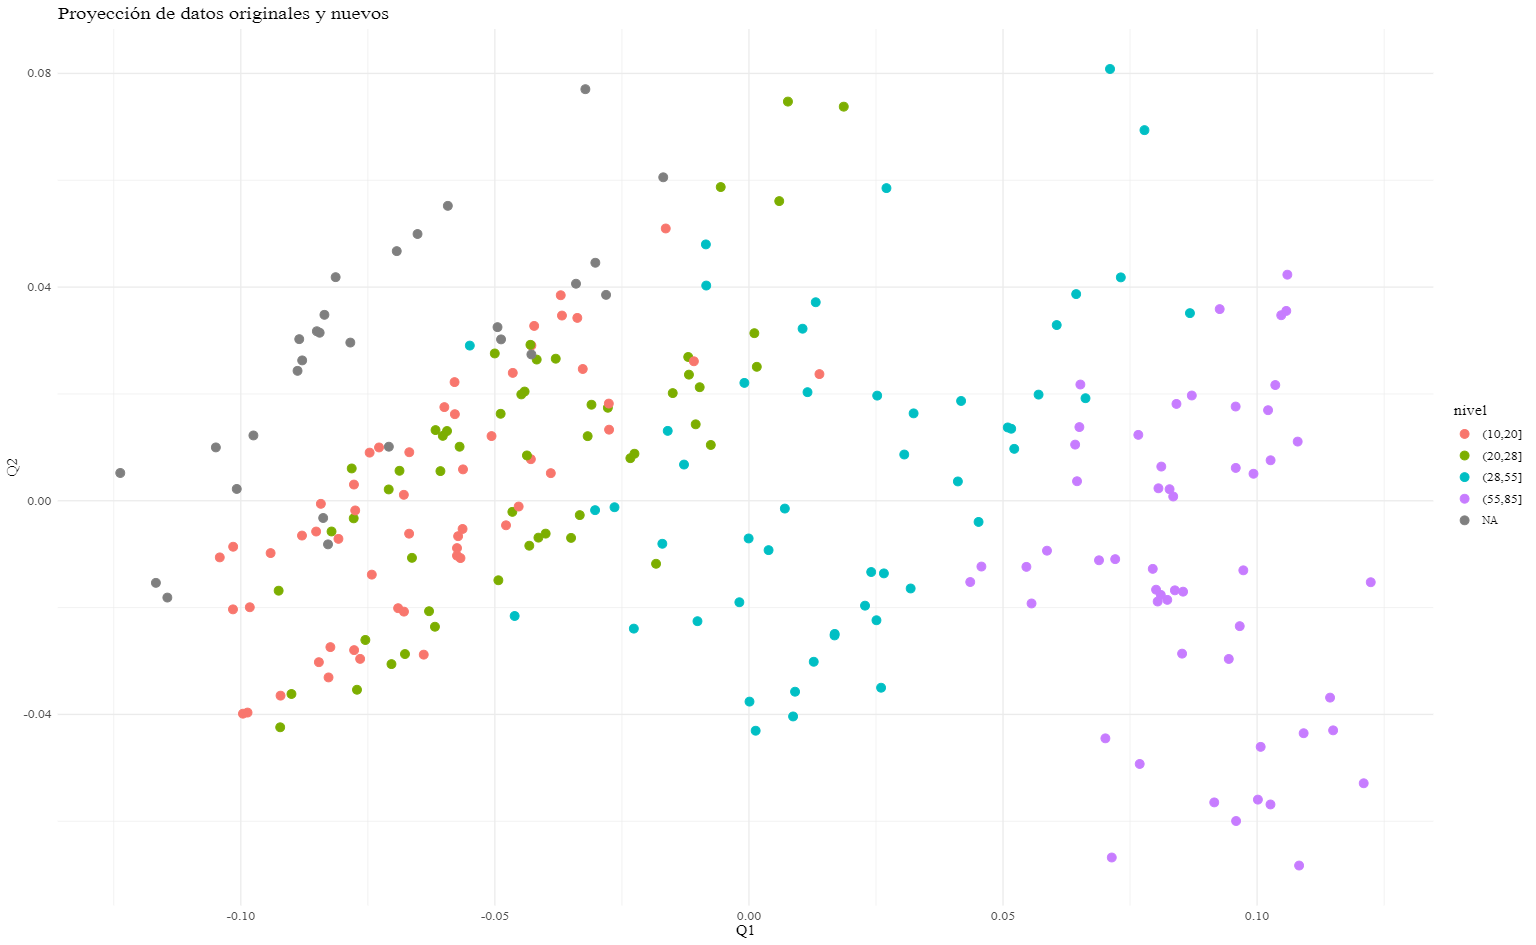 Proyección de datos originales y nuevos
0.08
0.04
0.00
-0.04
Q2
-0.10
-0.05
0.00
0.05
0.10
Q1
nivel
(10,20]
(20,28]
(28,55]
(55,85]
NA